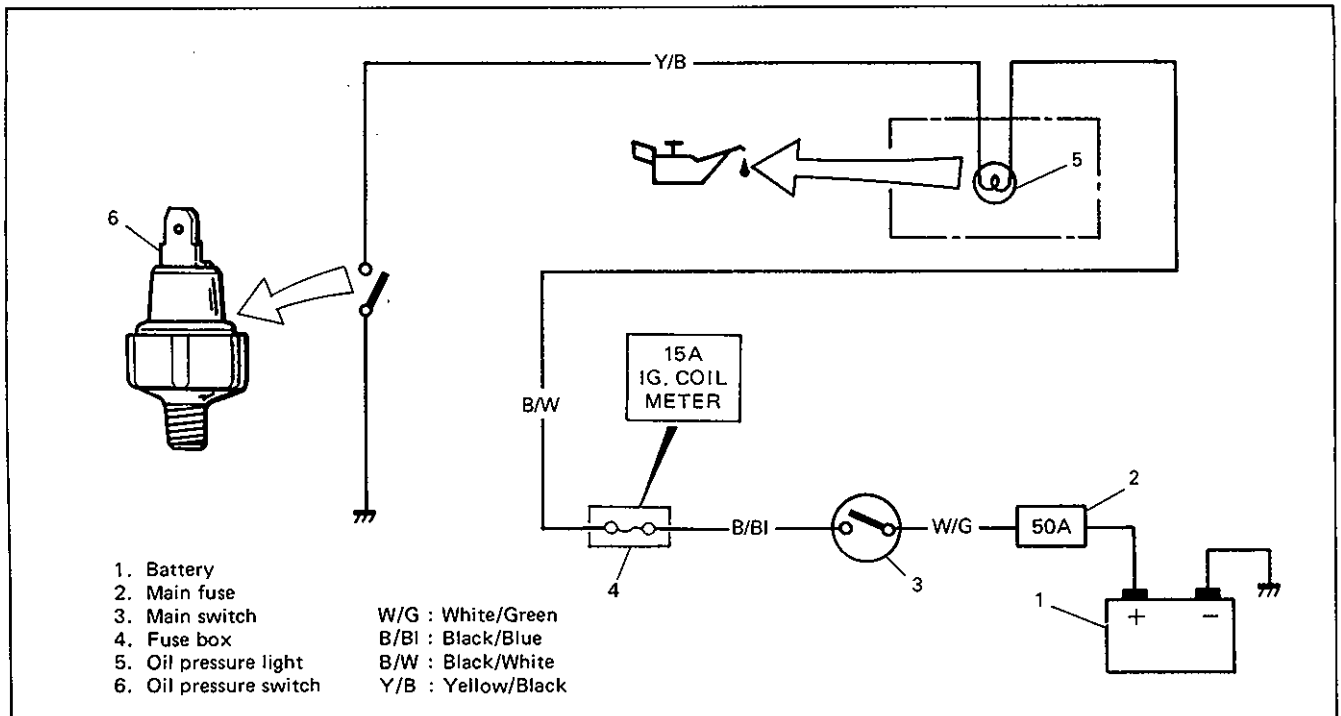 Y/B
5
6
15A
IG. COIL
METER
B/W
2
B/BI
W/G
50A
4
3
1
+ −
1. Battery
2. Main fuse
3. Main switch
4. Fuse box
5. Oil pressure light
6. Oil pressure switch
W/G : White/Green
B/BI : Black/Blue
B/W : Black/White
Y/B : Yellow/Black